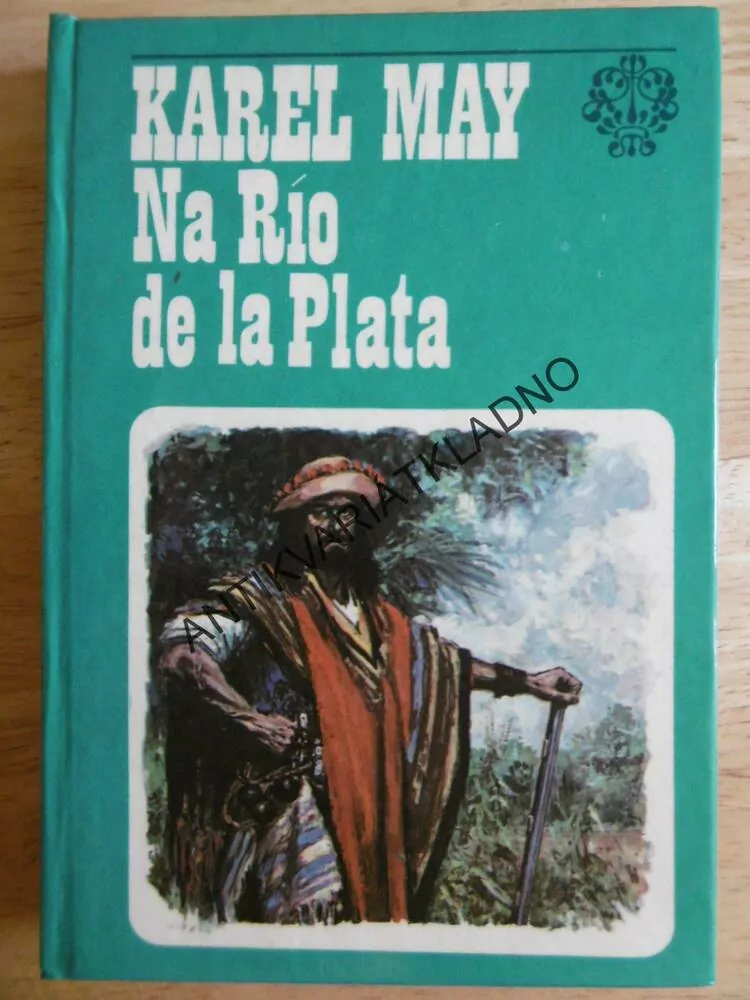 KAREL MAY
Na Río
de la Plata
ANTIKVARIATKLADNO